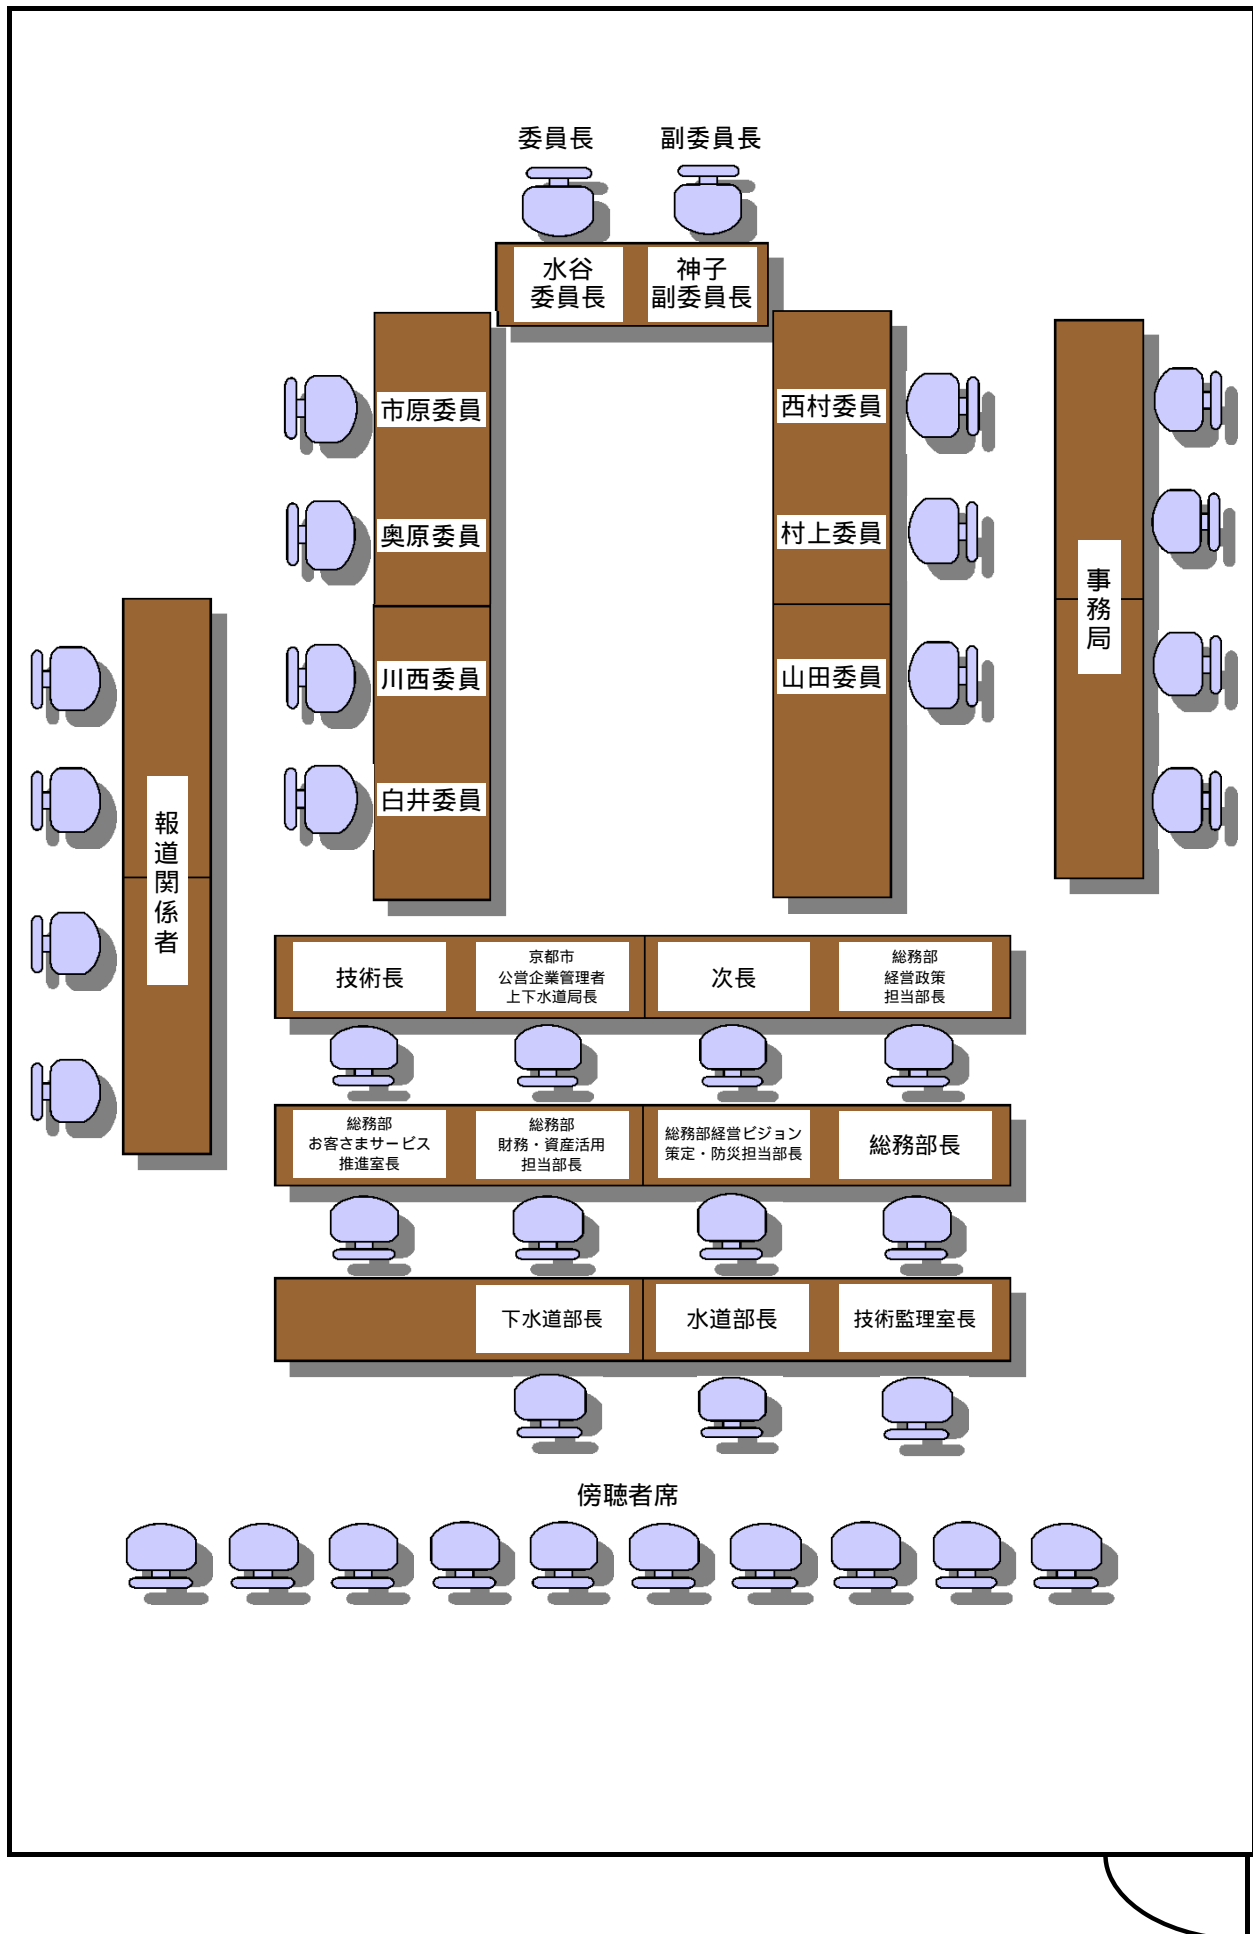 委員長
副委員長
水谷
委員長
神子
副委員長
市原委員
奥原委員
川西委員
白井委員
西村委員
村上委員
山田委員
事務局
報道関係者
技術長
京都市
公営企業管理者
上下水道局長
次長
総務部
経営政策
担当部長
総務部
お客さまサービス
推進室長
総務部
財務・資産活用
担当部長
総務部経営ビジョン
策定・防災担当部長
総務部長
下水道部長
水道部長
技術監理室長
傍聴者席